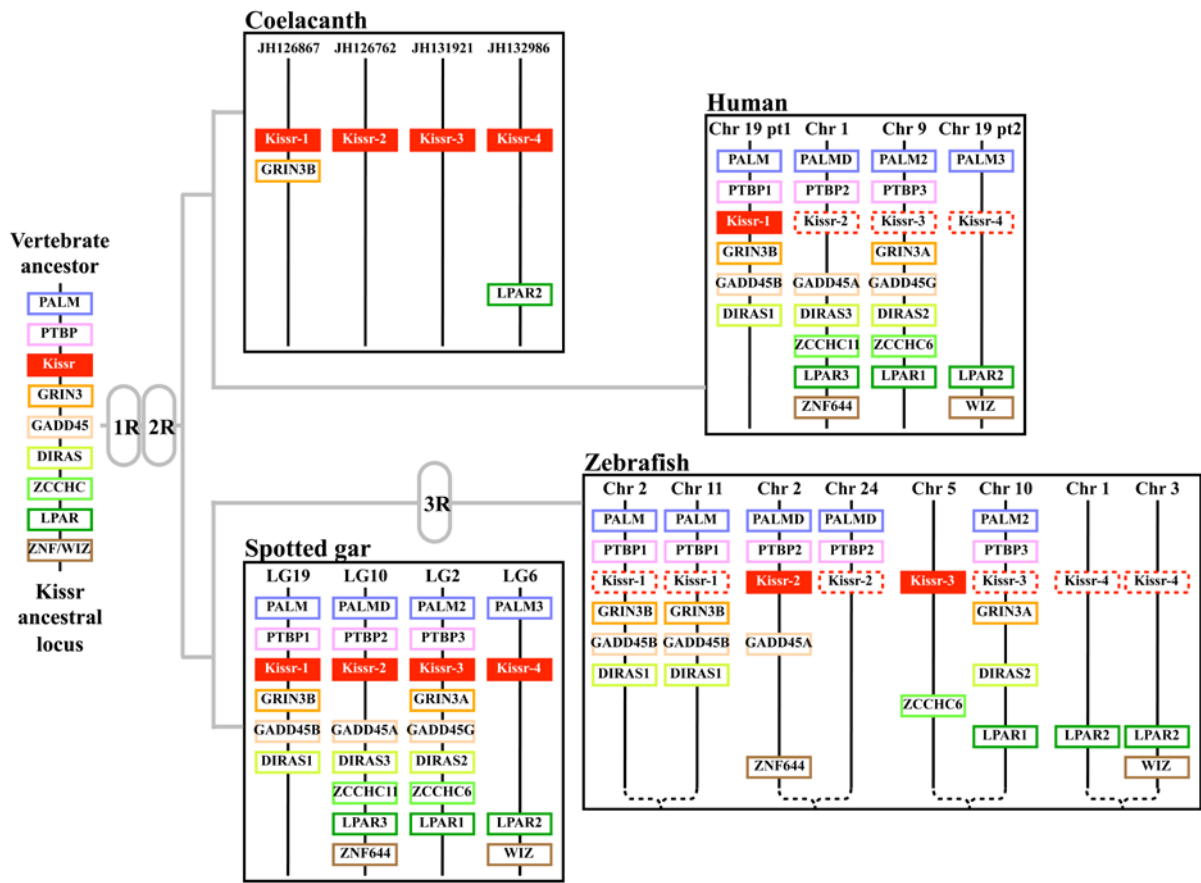 Coelacanth
JH126867 JH126762 JH131921 JH132986
Kissr-1 Kissr-2 Kissr-3 Kissr-4
GRIN3B
LPAR2
Human
Chr 19 pt1 Chr 1 Chr 9 Chr 19 pt2
PALM PALMD PALM2 PALM3
PTBP1 PTBP2 PTBP3
Kissr-1 Kissr-2 Kissr-3 Kissr-4
GRIN3B GRIN3A
GADD45B GADD45A GADD45G
DIRAS1 DIRAS3 DIRAS2
ZCCHC11 ZCCHC6
LPAR3 LPAR1 LPAR2
ZNF644 WIZ
Vertebrate
ancestor
PALM
PTBP
Kissr
GRIN3
GADD45
DIRAS
ZCCHC
LPAR
ZNF/WIZ
Kissr
ancestral
locus
1R 2R
3R
Zebrafish
Chr 2 Chr 11 Chr 2 Chr 24 Chr 5 Chr 10 Chr 1 Chr 3
PALM PALM PALMD PALMD PALM2
PTBP1 PTBP1 PTBP2 PTBP2 PTBP3
Kissr-1 Kissr-1 Kissr-2 Kissr-2 Kissr-3 Kissr-3 Kissr-4 Kissr-4
GRIN3B GRIN3B GRIN3A
GADD45B GADD45B GADD45A
DIRAS1 DIRAS1 DIRAS2
ZCCHC6
LPAR1 LPAR2 LPAR2
ZNF644 WIZ
Spotted gar
LG19 LG10 LG2 LG6
PALM PALMD PALM2 PALM3
PTBP1 PTBP2 PTBP3
Kissr-1 Kissr-2 Kissr-3 Kissr-4
GRIN3B GRIN3A
GADD45B GADD45A GADD45G
DIRAS1 DIRAS3 DIRAS2
ZCCHC11 ZCCHC6
LPAR3 LPAR1 LPAR2
ZNF644 WIZ